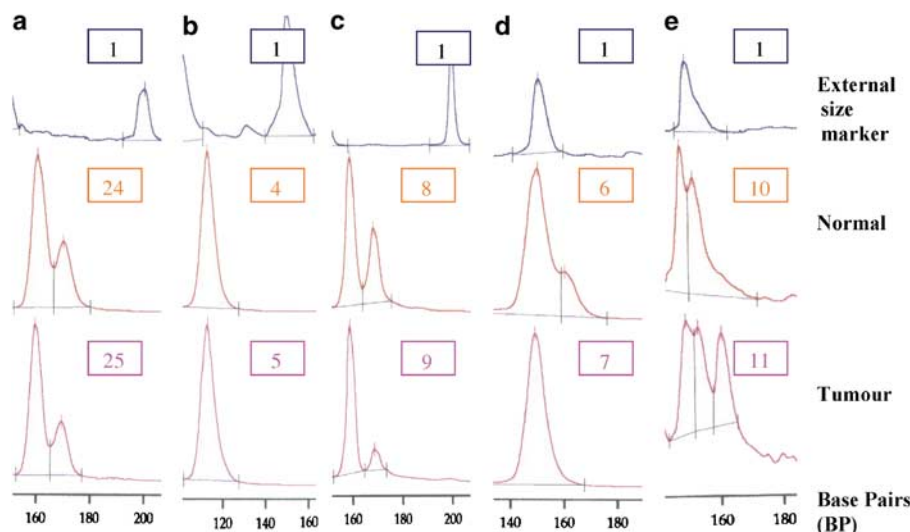 a b c d e
1 1 1 1 1
External
size
marker
24 4 8 6 10
Normal
25 5 9 7 11
Tumour
160 180 200 120 140 160 160 180 200 140 160 180 160 180
Base Pairs
(BP)